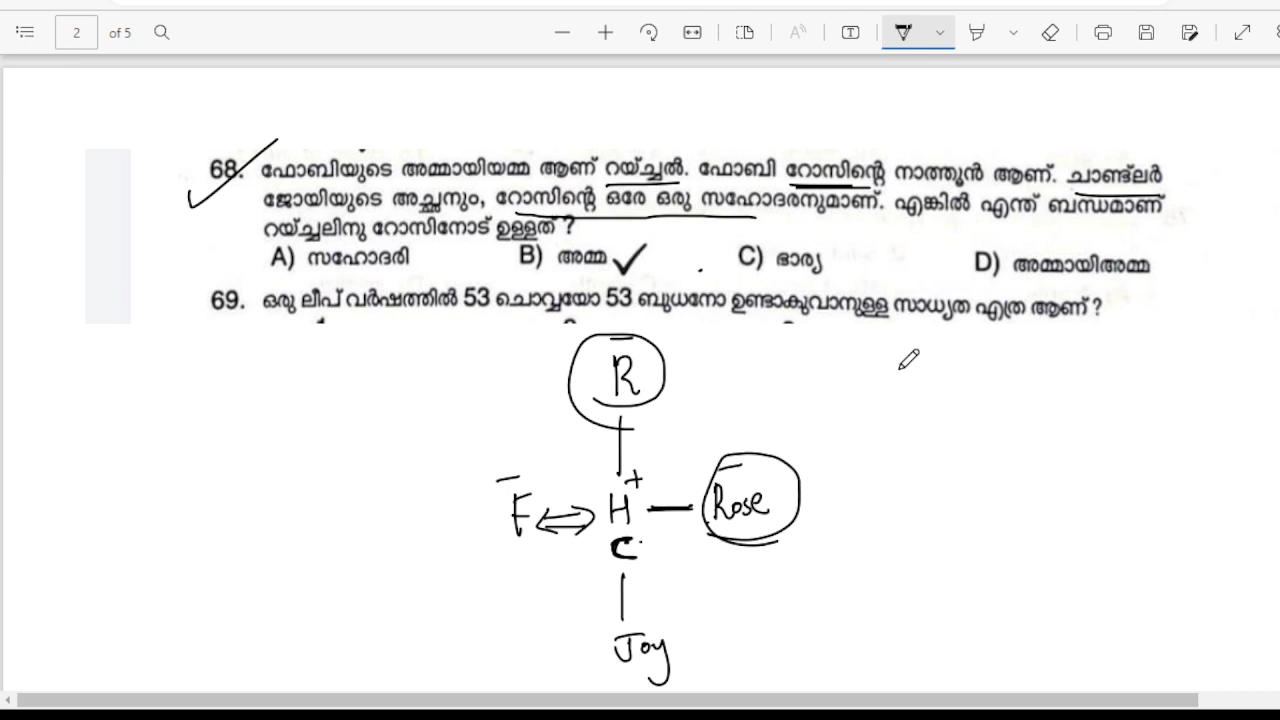 2 of 5
68. ഫോബിയുടെ അമ്മായിയമ്മ ആണ് റയ്ച്ചൽ. ഫോബി റോസിന്റെ നാത്തൂൻ ആണ്. ചാണ്ട്ലർ
ജോയിയുടെ അച്ഛനും, റോസിന്റെ ഒരേ ഒരു സഹോദരനുമാണ്. എങ്കിൽ എന്ത് ബന്ധമാണ്
റയ്ച്ചലിനു റോസിനോട് ഉള്ളത് ?
A) സഹോദരി B) അമ്മ C) ഭാര്യ D) അമ്മായിഅമ്മ
69. ഒരു ലീപ് വർഷത്തിൽ 53 ചൊവ്വയോ 53 ബുധനോ ഉണ്ടാകുവാനുള്ള സാധ്യത എത്ര ആണ് ?
R
F H + Rose
C
Joy